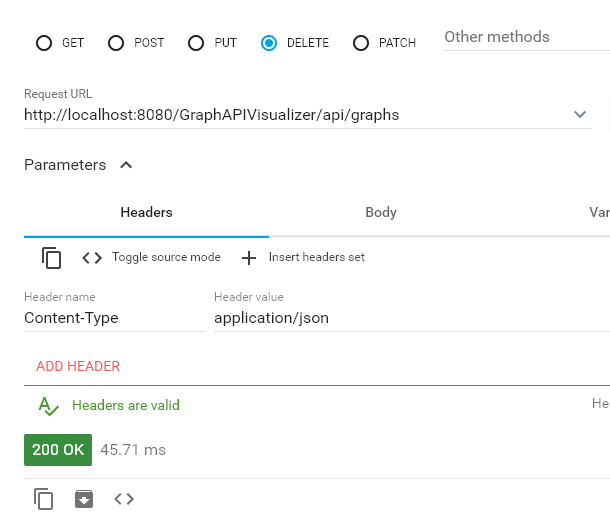 GET POST PUT DELETE PATCH Other methods
Request URL
http://localhost:8080/GraphAPIVisualizer/api/graphs
Parameters
Headers Body Var
Toggle source mode Insert headers set
Header name Header value
Content-Type application/json
ADD HEADER
Headers are valid He
200 OK 45.71 ms